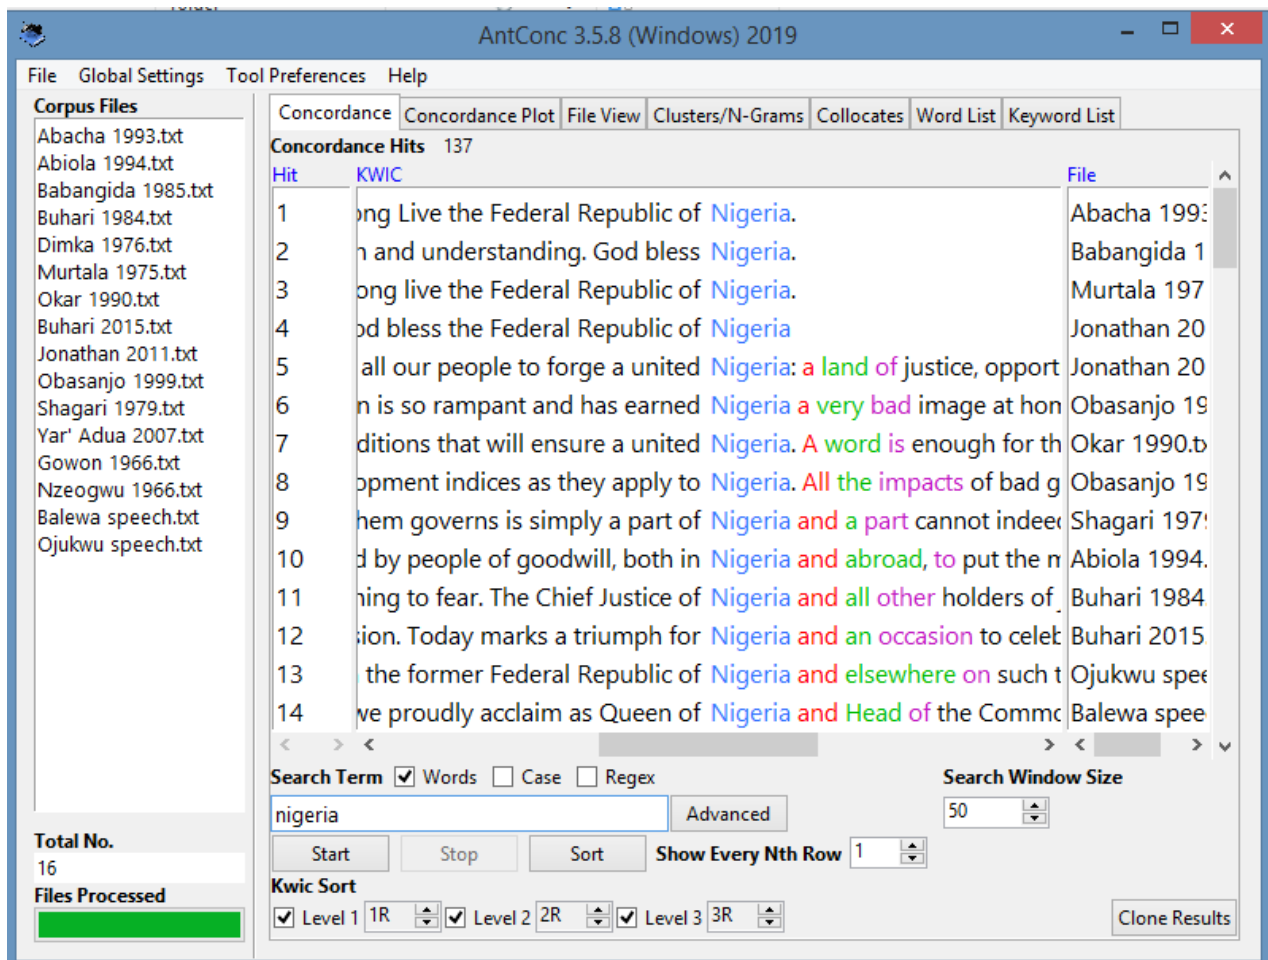 AntConc 3.5.8 (Windows) 2019
File Global Settings Tool Preferences Help
Corpus Files
Abacha 1993.txt
Abiola 1994.txt
Babangida 1985.txt
Buhari 1984.txt
Dimka 1976.txt
Murtala 1975.txt
Okar 1990.txt
Buhari 2015.txt
Jonathan 2011.txt
Obasanjo 1999.txt
Shagari 1979.txt
Yar' Adua 2007.txt
Gowon 1966.txt
Nzeogwu 1966.txt
Balewa speech.txt
Ojukwu speech.txt
Total No.
16
Files Processed
Concordance Concordance Plot File View Clusters/N-Grams Collocates Word List Keyword List
Concordance Hits 137
Hit KWIC File
1 ong Live the Federal Republic of Nigeria. Abacha 1993
2 n and understanding. God bless Nigeria. Babangida 1
3 ong live the Federal Republic of Nigeria. Murtala 197
4 od bless the Federal Republic of Nigeria Jonathan 20
5 all our people to forge a united Nigeria: a land of justice, opport Jonathan 20
6 n is so rampant and has earned Nigeria a very bad image at hom Obasanjo 19
7 ditions that will ensure a united Nigeria. A word is enough for th Okar 1990.tx
8 opment indices as they apply to Nigeria. All the impacts of bad g Obasanjo 19
9 hem governs is simply a part of Nigeria and a part cannot indeed Shagari 1979
10 d by people of goodwill, both in Nigeria and abroad, to put the m Abiola 1994.
11 hing to fear. The Chief Justice of Nigeria and all other holders of Buhari 1984.
12 sion. Today marks a triumph for Nigeria and an occasion to celeb Buhari 2015.
13 the former Federal Republic of Nigeria and elsewhere on such t Ojukwu spee
14 we proudly acclaim as Queen of Nigeria and Head of the Commo Balewa spee
Search Term Words Case Regex Search Window Size
nigeria Advanced 50
Start Stop Sort Show Every Nth Row 1
Kwic Sort
Level 1 1R Level 2 2R Level 3 3R Clone Results